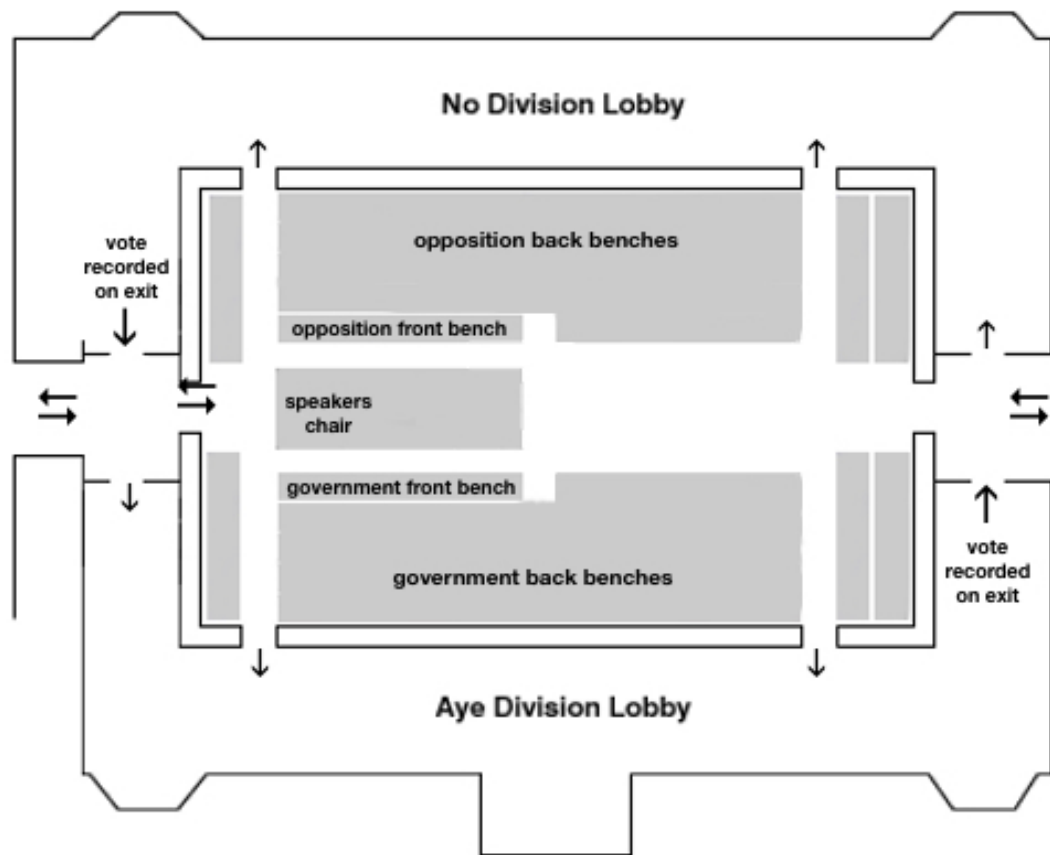 No Division Lobby
vote
recorded
on exit
opposition back benches
opposition front bench
speakers
chair
government front bench
government back benches
vote
recorded
on exit
Aye Division Lobby